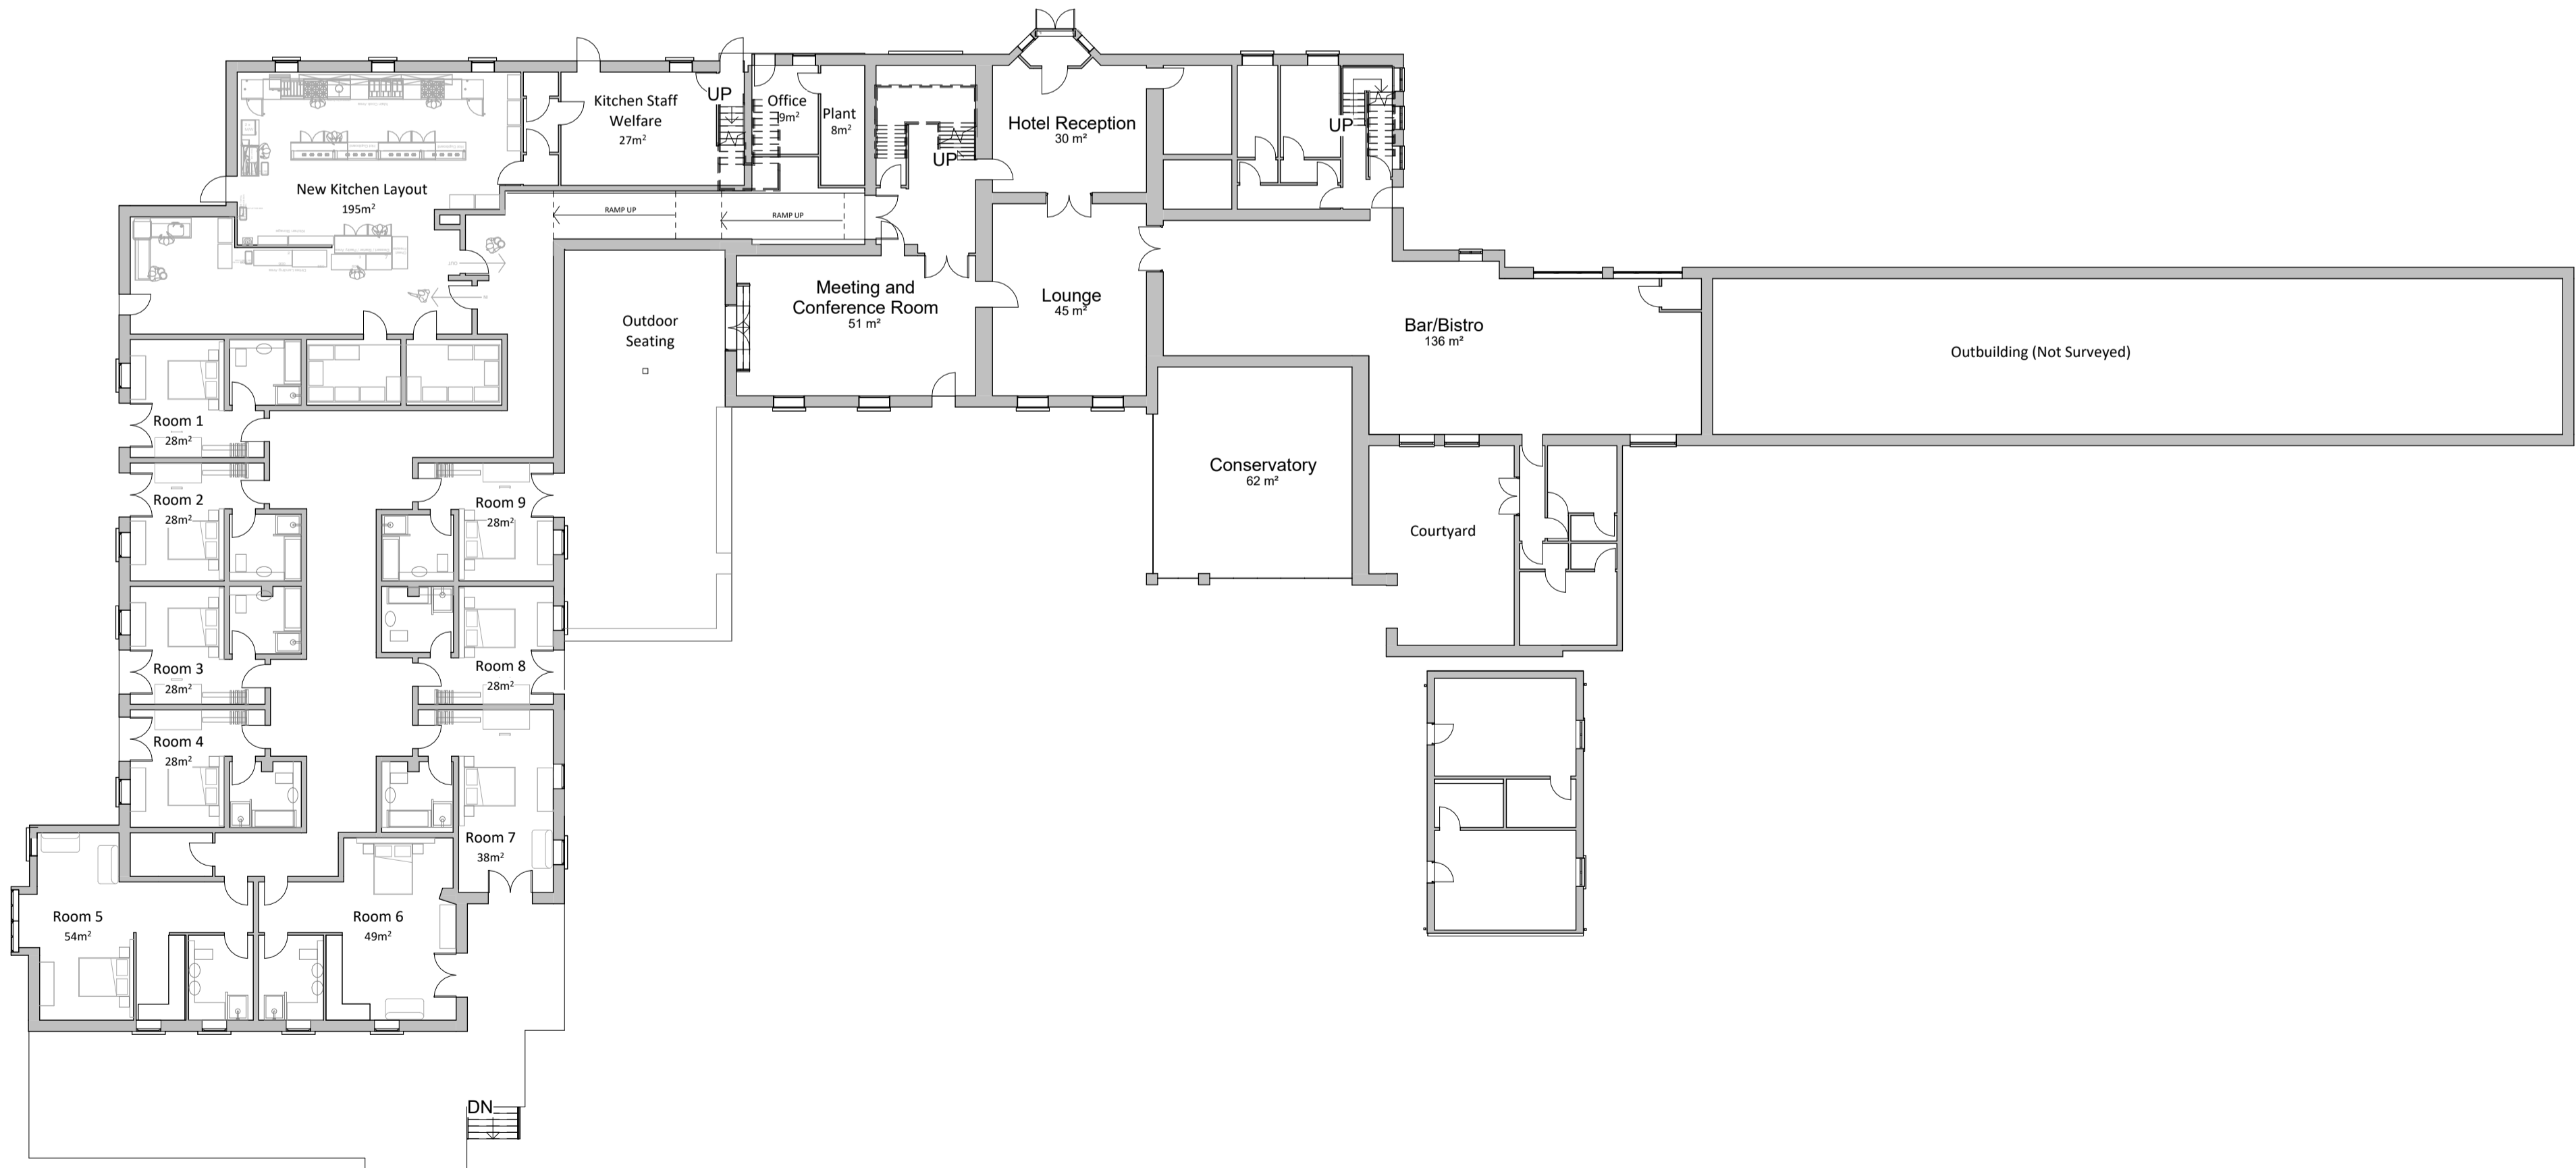 UP
Kitchen Staff
Welfare
27m²
Office
9m²
Plant
8m²
UP
Hotel Reception
30 m²
UP
New Kitchen Layout
195m²
RAMP UP
RAMP UP
OUT
IN
Outdoor
Seating
Meeting and
Conference Room
51 m²
Lounge
45 m²
Bar/Bistro
136 m²
Outbuilding (Not Surveyed)
Room 1
28m²
Room 2
28m²
Room 9
28m²
Conservatory
62 m²
Courtyard
Room 3
28m²
Room 8
28m²
Room 4
28m²
Room 7
38m²
Room 5
54m²
Room 6
49m²
DN